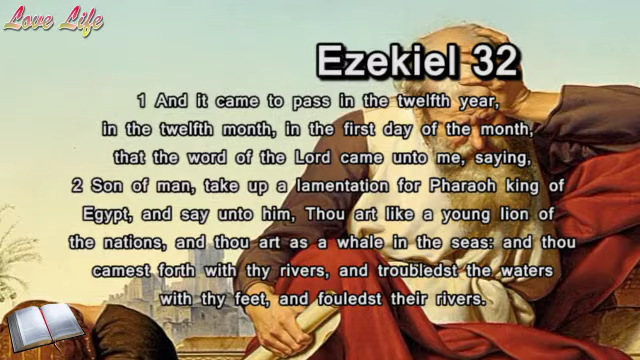 Love Life
Ezekiel 32
1 And it came to pass in the twelfth year,
in the twelfth month, in the first day of the month,
that the word of the Lord came unto me, saying,
2 Son of man, take up a lamentation for Pharaoh king of
Egypt, and say unto him, Thou art like a young lion of
the nations, and thou art as a whale in the seas: and thou
camest forth with thy rivers, and troubledst the waters
with thy feet, and fouledst their rivers.